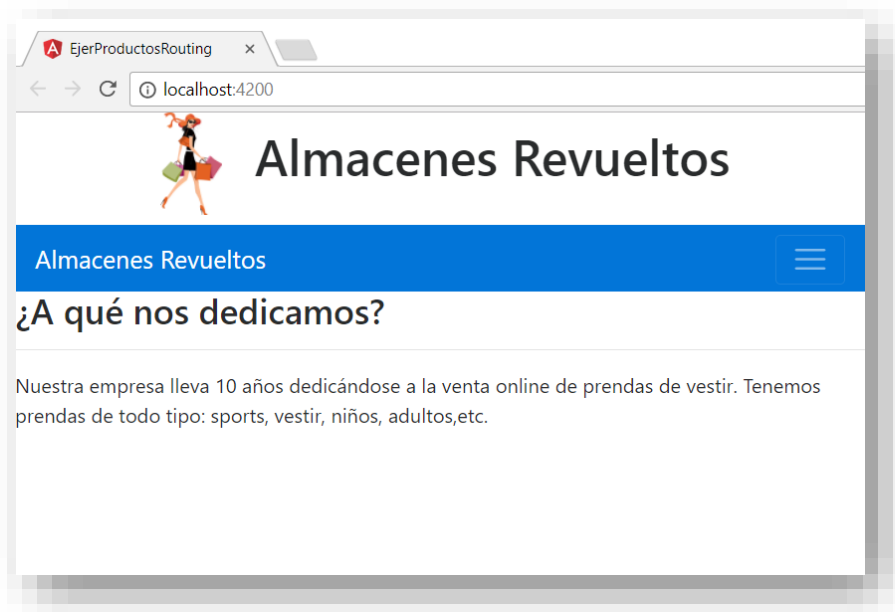 EjerProductosRouting
localhost:4200
Almacenes Revueltos
Almacenes Revueltos
¿A qué nos dedicamos?
Nuestra empresa lleva 10 años dedicándose a la venta online de prendas de vestir. Tenemos
prendas de todo tipo: sports, vestir, niños, adultos,etc.